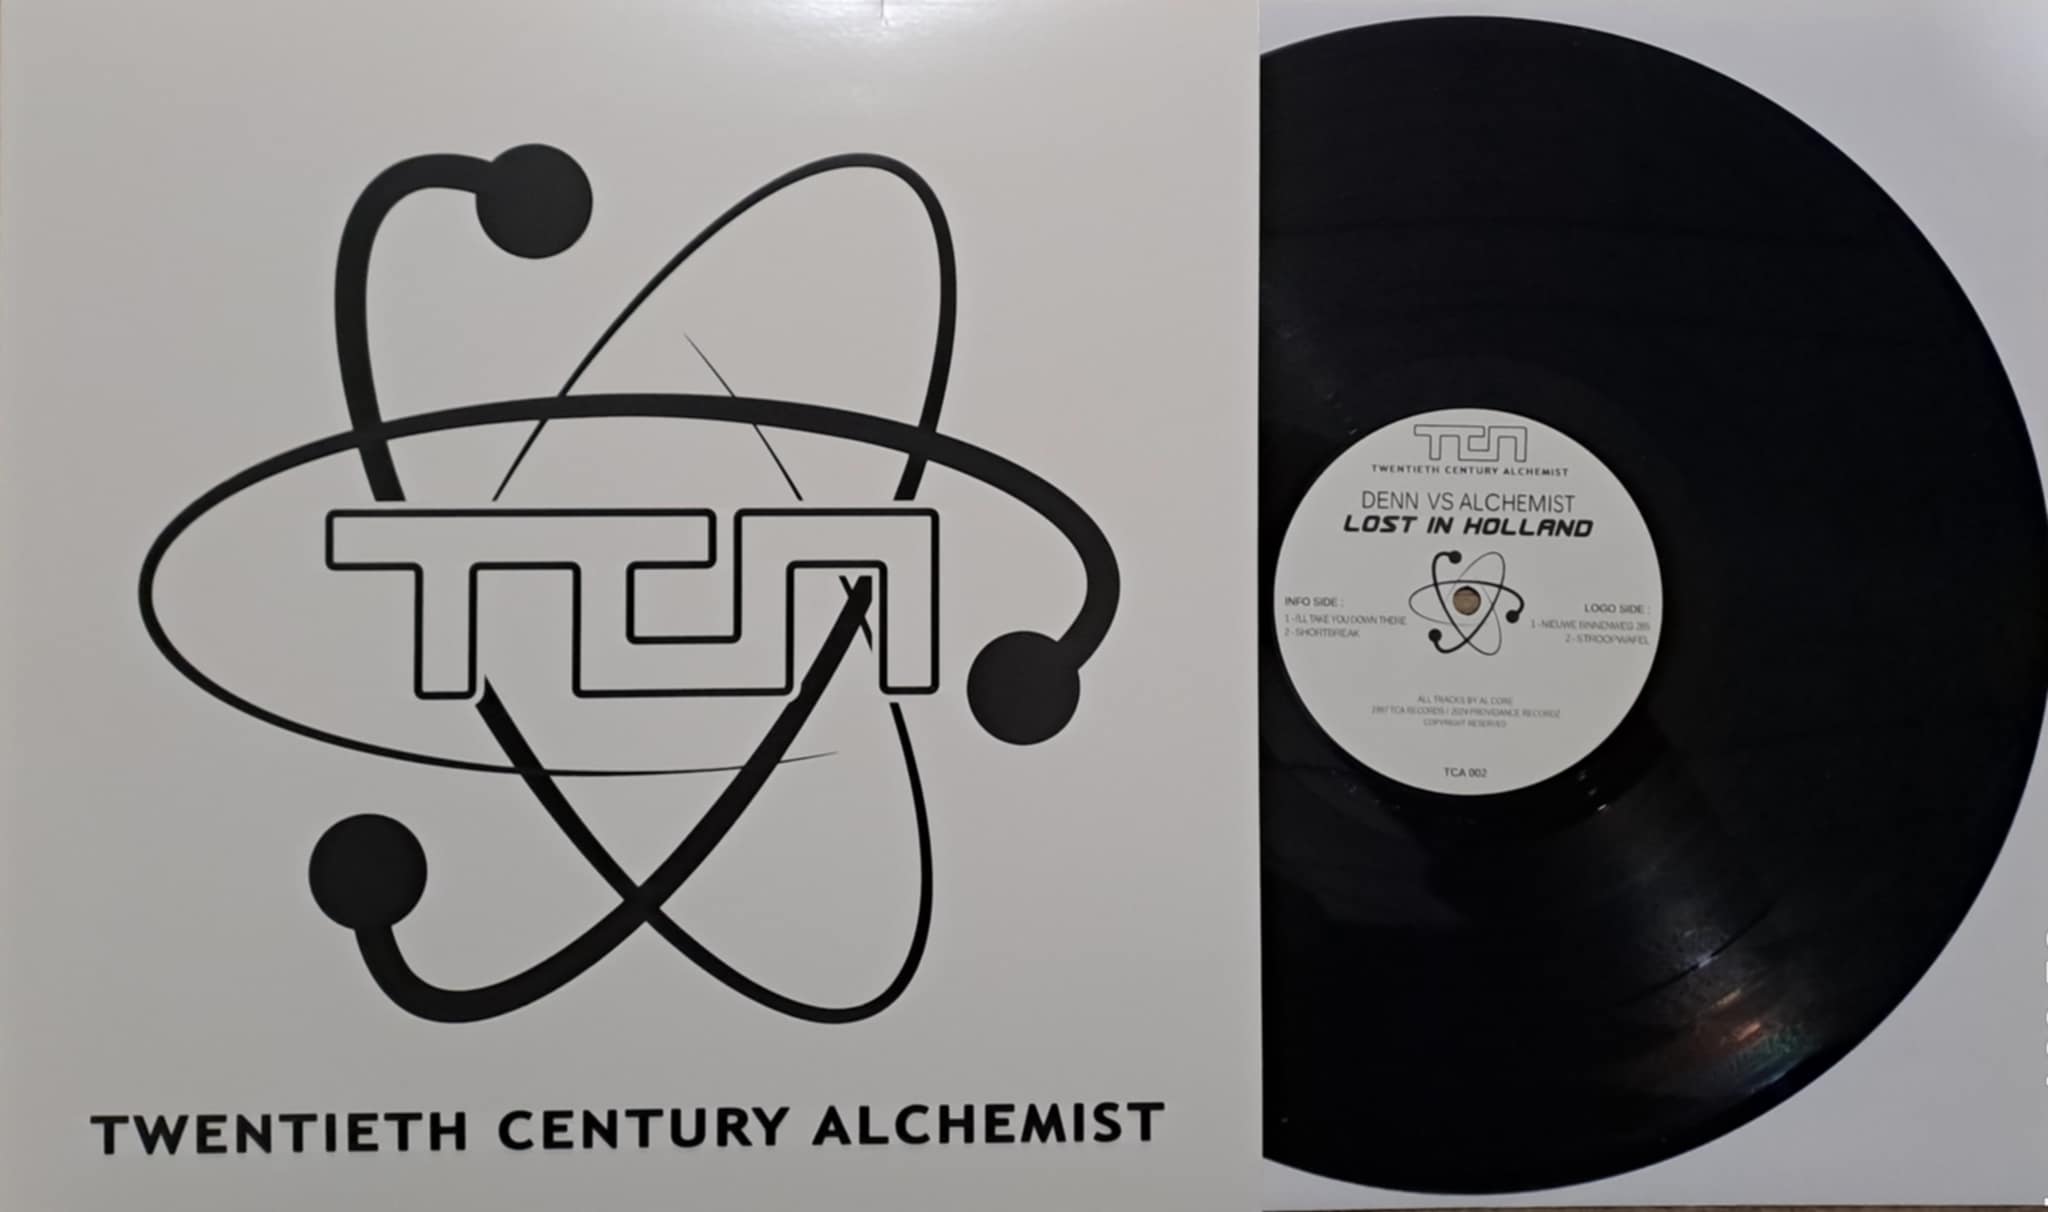 TCA
TWENTIETH CENTURY ALCHEMIST
TCA
TWENTIETH CENTURY ALCHEMIST
DENN VS ALCHEMIST
LOST IN HOLLAND
INFO SIDE :
1 - I'LL TAKE YOU DOWN THERE
2 - SHORTBREAK
LOGO SIDE :
1 - NIEUWE BINNENWEG 285
2 - STROOPWAFEL
ALL TRACKS BY AL CORE
1997 TCA RECORDS / 2024 PROVIDANCE RECORDZ
COPYRIGHT RESERVED
TCA 002